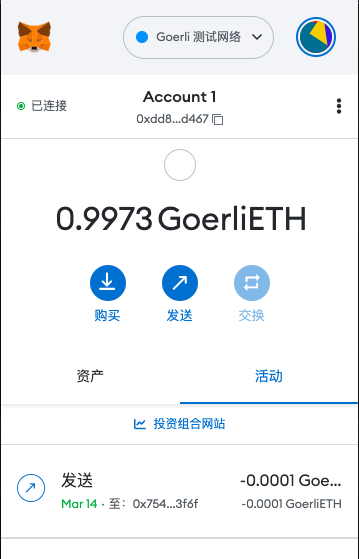 Goerli 测试网络
已连接
Account 1
0xdd8...d467
0.9973 GoerliETH
购买
发送
交换
资产
活动
投资组合网站
发送
-0.0001 Goe...
Mar 14 · 至：0x754...3f6f
-0.0001 GoerliETH